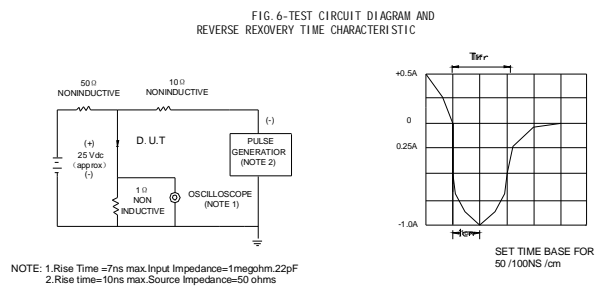 FIG.6-TEST CIRCUIT DIAGRAM AND
REVERSE REXOVERY TIME CHARACTERISTIC
50Ω
NONINDUCTIVE
10Ω
NONINDUCTIVE
(+)
25 Vdc
(approx)
(-)
D.U.T
1Ω
NON
INDUCTIVE
OSCILLOSCOPE
(NOTE 1)
(-)
PULSE
GENERATIOR
(NOTE 2)
+0.5A
0
0.25A
-1.0A
SET TIME BASE FOR
50 /100NS /cm
NOTE: 1.Rise Time =7ns max.Input Impedance=1megohm.22pF
2.Rise time=10ns max.Source Impedance=50 ohms